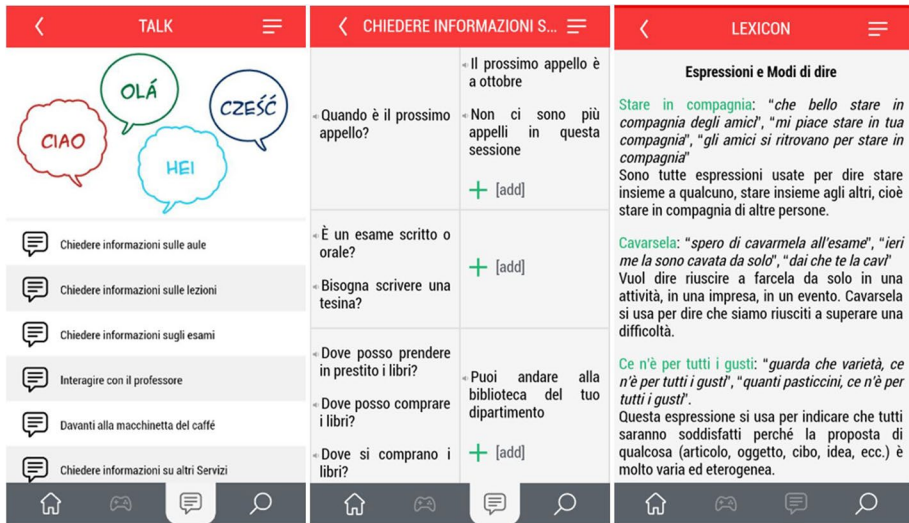 TALK
OLÁ
CZEŚĆ
CIAO
HEI
Chiedere informazioni sulle aule
Chiedere informazioni sulle lezioni
Chiedere informazioni sugli esami
Interagire con il professore
Davanti alla macchinetta del caffé
Chiedere informazioni su altri Servizi
CHIEDERE INFORMAZIONI S...
Quando è il prossimo
appello?
Il prossimo appello è
a ottobre
Non ci sono più
appelli in questa
sessione
[add]
È un esame scritto o
orale?
Bisogna scrivere una
tesina?
[add]
Dove posso prendere
in prestito i libri?
Dove posso comprare
i libri?
Dove si comprano i
libri?
Puoi andare alla
biblioteca del tuo
dipartimento
[add]
LEXICON
Espressioni e Modi di dire
Stare in compagnia: “che bello stare in
compagnia degli amici”, “mi piace stare in tua
compagnia”, “gli amici si ritrovano per stare in
compagnia”
Sono tutte espressioni usate per dire stare
insieme a qualcuno, stare insieme agli altri, cioè
stare in compagnia di altre persone.
Cavarsela: “spero di cavarmela all'esame”, “ieri
me la sono cavata da solo”, “dai che te la cavi”
Vuol dire riuscire a farcela da solo in una
attività, in una impresa, in un evento. Cavarsela
si usa per dire che siamo riusciti a superare una
difficoltà.
Ce n'è per tutti i gusti: “guarda che varietà, ce
n'è per tutti i gusti”, “quanti pasticcini, ce n'è per
tutti i gusti”.
Questa espressione si usa per indicare che tutti
saranno soddisfatti perché la proposta di
qualcosa (articolo, oggetto, cibo, idea, ecc.) è
molto varia ed eterogenea.